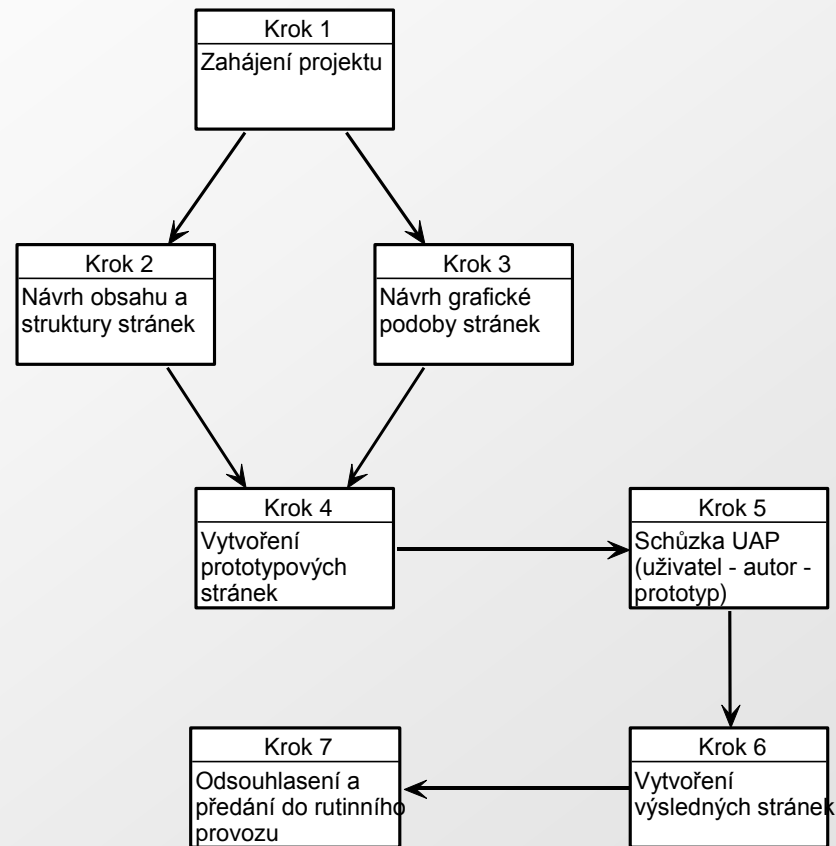 Krok 1
Zahájení projektu
Krok 2
Návrh obsahu a
struktury stránek
Krok 3
Návrh grafické
podoby stránek
Krok 4
Vytvoření
prototypových
stránek
Krok 5
Schůzka UAP
(uživatel - autor -
prototyp)
Krok 6
Vytvoření
výsledných stránek
Krok 7
Odsouhlasení a
předání do rutinního
provozu